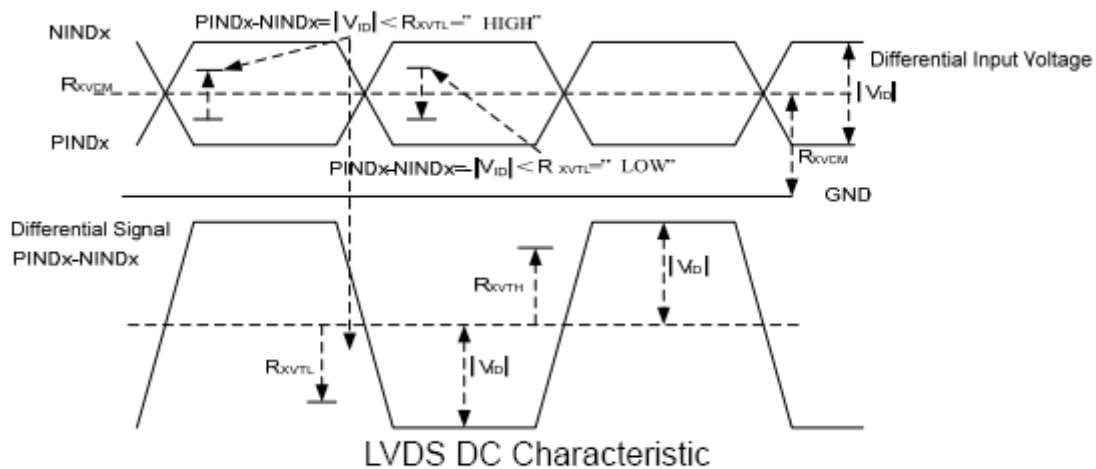 PINDx-NINDx=|VID|<RXVTL=” HIGH”
NINDx
Differential Input Voltage
|VID|
RXVCM
PINDx
RXVCM
PINDx-NINDx=-|VID|<R XVTL=” LOW”
GND
Differential Signal
PINDx-NINDx
|VID|
RXVTH
RXVTL
|VID|
LVDS DC Characteristic